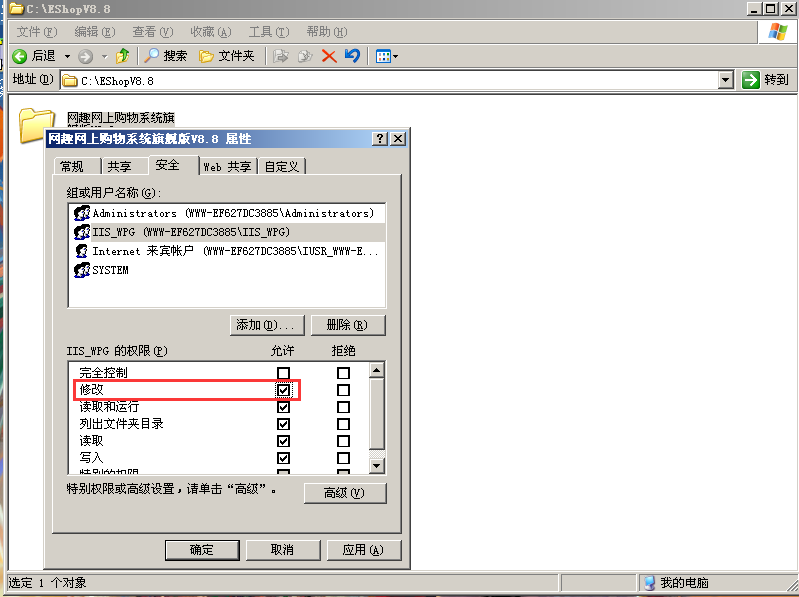 C:\EShopV8.8
文件(F) 编辑(E) 查看(V) 收藏(A) 工具(T) 帮助(H)
后退 搜索 文件夹
地址(D) C:\EShopV8.8 转到
网趣网上购物系统旗
网趣网上购物系统旗舰版V8.8 属性
常规 共享 安全 Web 共享 自定义
组或用户名称(G):
Administrators (WWW-EF627DC3885\Administrators)
IIS_WPG (WWW-EF627DC3885\IIS_WPG)
Internet 来宾帐户 (WWW-EF627DC3885\IUSR_WWW-E...
SYSTEM
添加(D)... 删除(R)
IIS_WPG 的权限(P) 允许 拒绝
完全控制
修改
读取和运行
列出文件夹目录
读取
写入
特别的权限
特别权限或高级设置，请单击“高级”。
高级(V)
确定 取消 应用(A)
选定 1 个对象 我的电脑